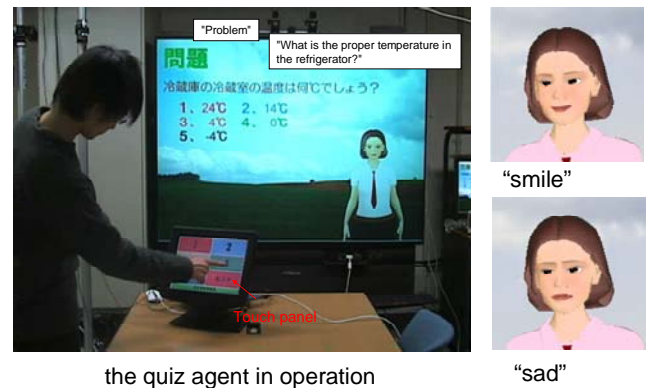 "Problem"
"What is the proper temperature in
the refrigerator?"
問題
冷蔵庫の冷蔵室の温度は何℃でしょう？
1、24℃ 2、14℃
3、 4℃ 4、 0℃
5、-4℃
1 2
Touch panel
the quiz agent in operation
"smile"
"sad"